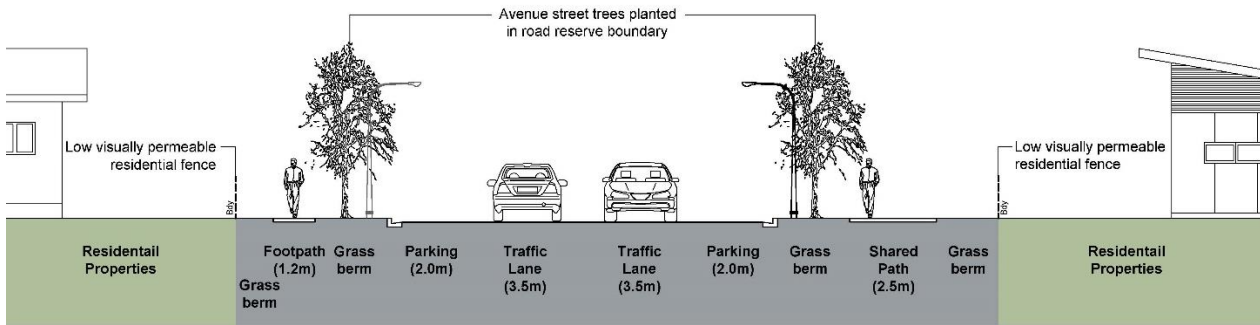 Avenue street trees planted
in road reserve boundary
Low visually permeable
residential fence
Low visually permeable
residential fence
Bdy
Bdy
Residentail
Properties
Grass
berm
Footpath
(1.2m)
Grass
berm
Parking
(2.0m)
Traffic
Lane
(3.5m)
Traffic
Lane
(3.5m)
Parking
(2.0m)
Grass
berm
Shared
Path
(2.5m)
Grass
berm
Residentail
Properties